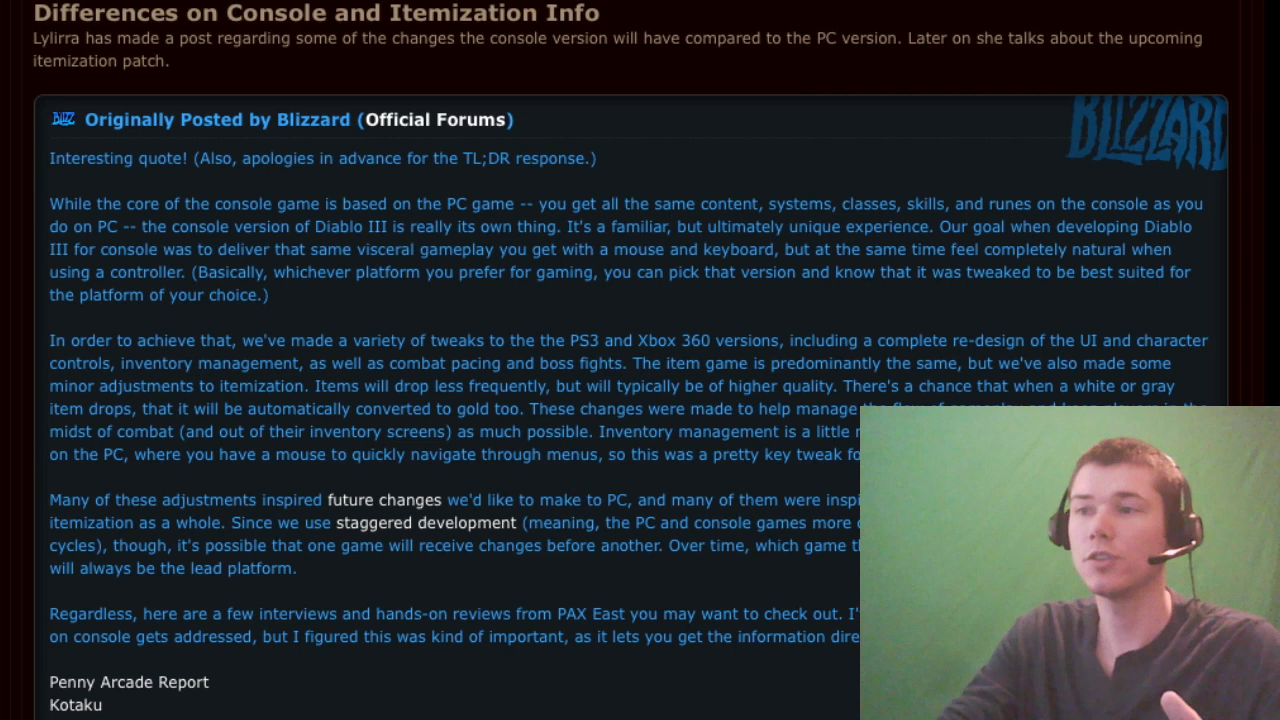 Differences on Console and Itemization Info
Lylirra has made a post regarding some of the changes the console version will have compared to the PC version. Later on she talks about the upcoming
itemization patch.
BLIZZ Originally Posted by Blizzard (Official Forums)
BLIZZARD
Interesting quote! (Also, apologies in advance for the TL;DR response.)
While the core of the console game is based on the PC game -- you get all the same content, systems, classes, skills, and runes on the console as you
do on PC -- the console version of Diablo III is really its own thing. It's a familiar, but ultimately unique experience. Our goal when developing Diablo
III for console was to deliver that same visceral gameplay you get with a mouse and keyboard, but at the same time feel completely natural when
using a controller. (Basically, whichever platform you prefer for gaming, you can pick that version and know that it was tweaked to be best suited for
the platform of your choice.)
In order to achieve that, we've made a variety of tweaks to the the PS3 and Xbox 360 versions, including a complete re-design of the UI and character
controls, inventory management, as well as combat pacing and boss fights. The item game is predominantly the same, but we've also made some
minor adjustments to itemization. Items will drop less frequently, but will typically be of higher quality. There's a chance that when a white or gray
item drops, that it will be automatically converted to gold too. These changes were made to help manage
midst of combat (and out of their inventory screens) as much possible. Inventory management is a little
on the PC, where you have a mouse to quickly navigate through menus, so this was a pretty key tweak
Many of these adjustments inspired future changes we'd like to make to PC, and many of them were
itemization as a whole. Since we use staggered development (meaning, the PC and console games more
cycles), though, it's possible that one game will receive changes before another. Over time, which game
will always be the lead platform.
Regardless, here are a few interviews and hands-on reviews from PAX East you may want to check out.
on console gets addressed, but I figured this was kind of important, as it lets you get the information
Penny Arcade Report
Kotaku